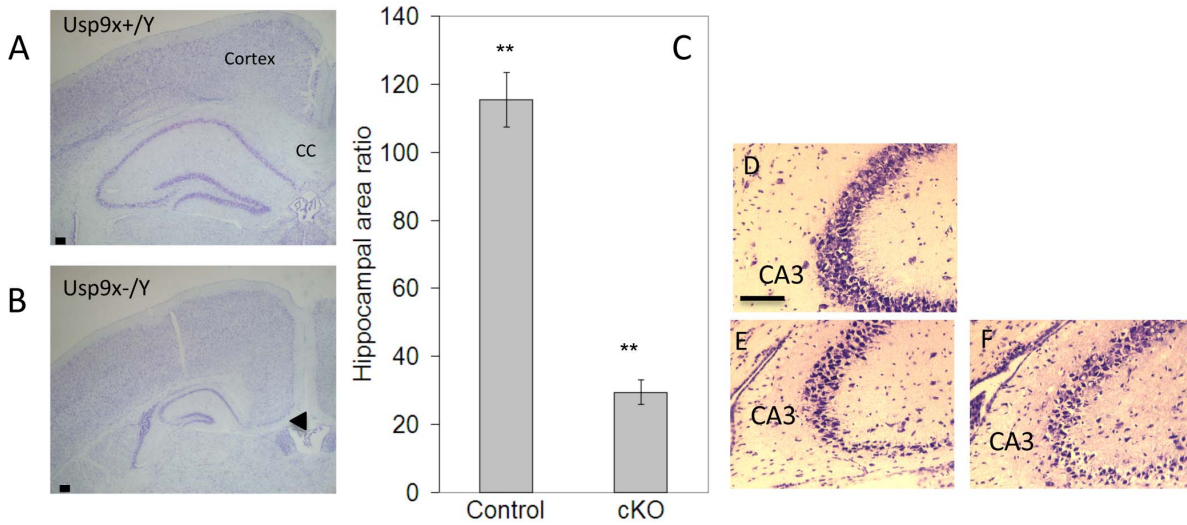 A
Usp9x+/Y
Cortex
CC
B
Usp9x-/Y
C
Hippocampal area ratio
140
120
100
80
60
40
20
0
**
**
Control
cKO
D
CA3
E
CA3
F
CA3